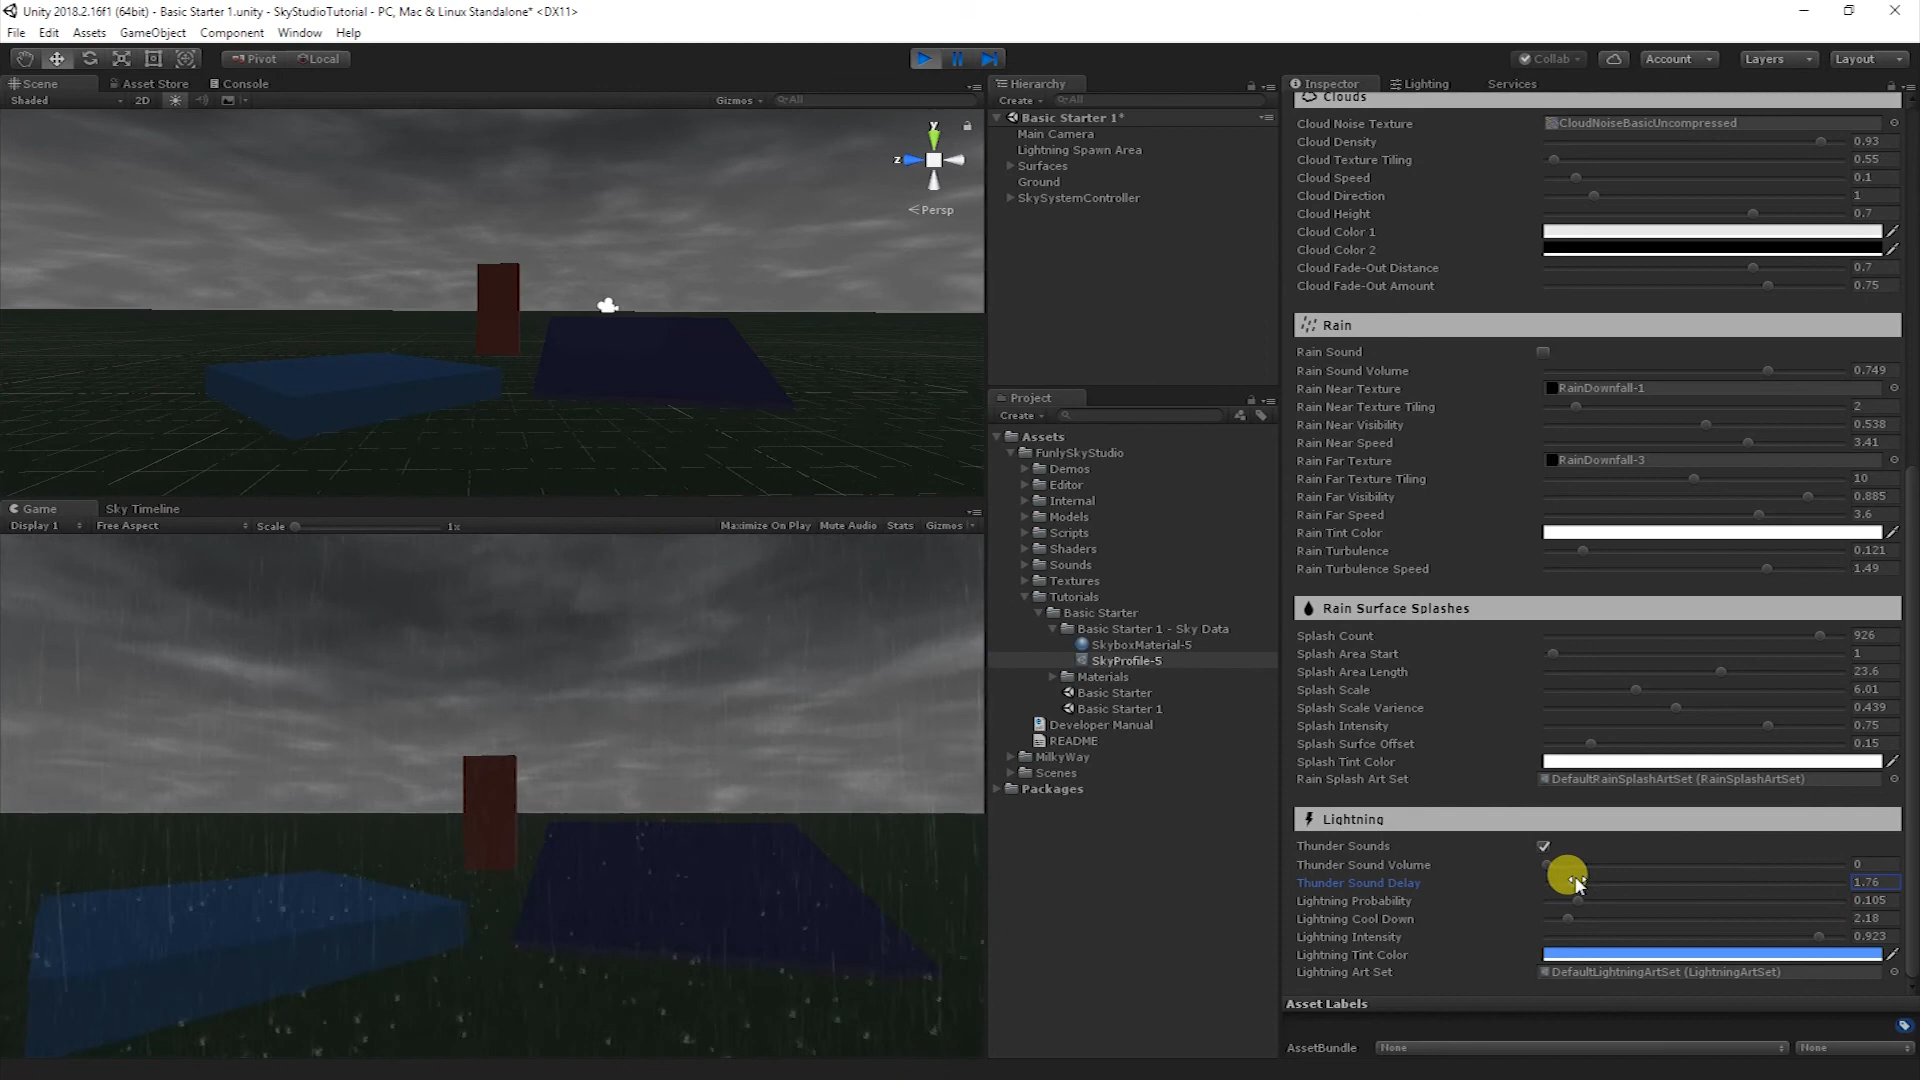 Unity 2018.2.16f1 (64bit) - Basic Starter 1.unity - SkyStudioTutorial - PC, Mac & Linux Standalone* <DX11>
File Edit Assets GameObject Component Window Help
Pivot Local
Collab Account Layers Layout
Scene Asset Store Console
Shaded 2D Gizmos All
y
z
Persp
Game Sky Timeline
Display 1 Free Aspect Scale 1x Maximize On Play Mute Audio Stats Gizmos
Hierarchy
Create All
Basic Starter 1*
Main Camera
Lightning Spawn Area
Surfaces
Ground
SkySystemController
Project
Create
Assets
FunlySkyStudio
Demos
Editor
Internal
Models
Scripts
Shaders
Sounds
Textures
Tutorials
Basic Starter
Basic Starter 1 - Sky Data
SkyboxMaterial-5
SkyProfile-5
Materials
Basic Starter
Basic Starter 1
Developer Manual
README
MilkyWay
Scenes
Packages
Inspector Lighting Services
Clouds
Cloud Noise Texture CloudNoiseBasicUncompressed
Cloud Density 0.93
Cloud Texture Tiling 0.55
Cloud Speed 0.1
Cloud Direction 1
Cloud Height 0.7
Cloud Color 1
Cloud Color 2
Cloud Fade-Out Distance 0.7
Cloud Fade-Out Amount 0.75
Rain
Rain Sound
Rain Sound Volume 0.749
Rain Near Texture RainDownfall-1
Rain Near Texture Tiling 2
Rain Near Visibility 0.538
Rain Near Speed 3.41
Rain Far Texture RainDownfall-3
Rain Far Texture Tiling 10
Rain Far Visibility 0.885
Rain Far Speed 3.6
Rain Tint Color
Rain Turbulence 0.121
Rain Turbulence Speed 1.49
Rain Surface Splashes
Splash Count 926
Splash Area Start 1
Splash Area Length 23.6
Splash Scale 6.01
Splash Scale Varience 0.439
Splash Intensity 0.75
Splash Surfce Offset 0.15
Splash Tint Color
Rain Splash Art Set DefaultRainSplashArtSet (RainSplashArtSet)
Lightning
Thunder Sounds
Thunder Sound Volume 0
Thunder Sound Delay 1.76
Lightning Probability 0.105
Lightning Cool Down 2.18
Lightning Intensity 0.923
Lightning Tint Color
Lightning Art Set DefaultLightningArtSet (LightningArtSet)
Asset Labels
AssetBundle None None